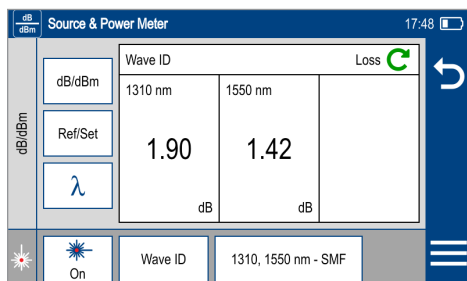 dB
dBm
Source & Power Meter
17:48
dB/dBm
dB/dBm
Ref/Set
λ
Wave ID
Loss
1310 nm
1550 nm
1.90
1.42
dB
dB
On
Wave ID
1310, 1550 nm - SMF